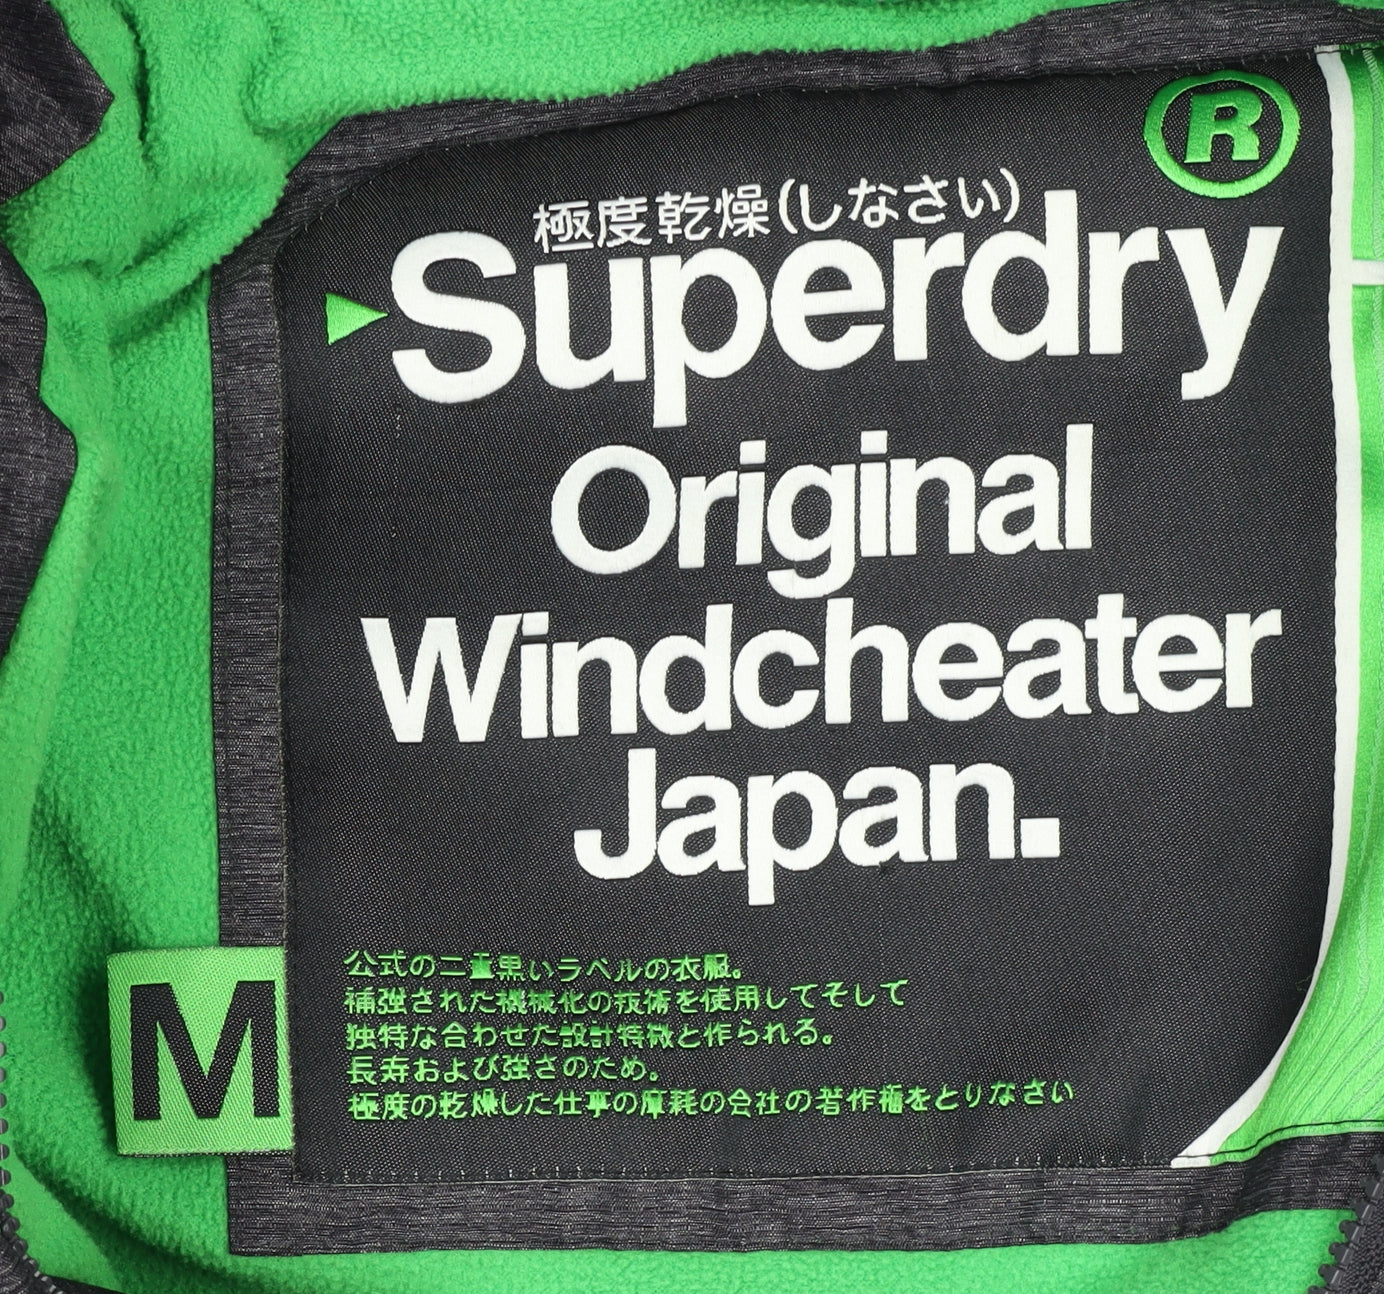 ®
極度乾燥(しなさい)
Superdry
Original
Windcheater
Japan.
公式の二重黒いラベルの衣服。
補強された機械化の技術を使用してそして
独特な合わせた設計特徴と作られる。
長寿および強さのため。
極度の乾燥した仕事の摩耗の会社の著作権をとりなさい
M